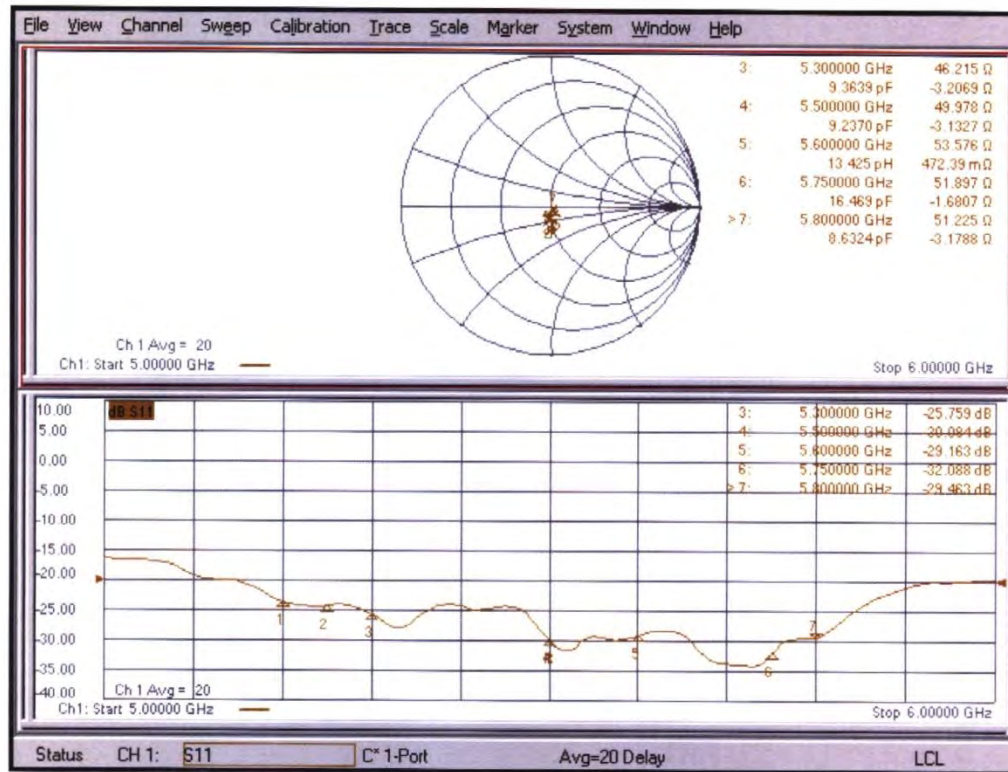 File View Channel Sweep Calibration Trace Scale Marker System Window Help
3: 5.300000 GHz 46.215 Ω
9.3639 pF -3.2069 Ω
4: 5.500000 GHz 49.978 Ω
9.2370 pF -3.1327 Ω
5: 5.600000 GHz 53.576 Ω
13.425 pH 472.39 mΩ
6: 5.750000 GHz 51.897 Ω
16.469 pF -1.6807 Ω
> 7: 5.800000 GHz 51.225 Ω
8.6324 pF -3.1788 Ω
Ch 1 Avg = 20
Ch1: Start 5.00000 GHz
Stop 6.00000 GHz
10.00
5.00
0.00
-5.00
-10.00
-15.00
-20.00
-25.00
-30.00
-35.00
-40.00
dB S11
3: 5.300000 GHz -25.759 dB
4: 5.500000 GHz -30.084 dB
5: 5.600000 GHz -29.163 dB
6: 5.750000 GHz -32.088 dB
> 7: 5.800000 GHz -29.463 dB
1
2
3
5
6
7
Ch 1 Avg = 20
Ch1: Start 5.00000 GHz
Stop 6.00000 GHz
Status CH 1: S11 C* 1-Port Avg=20 Delay LCL